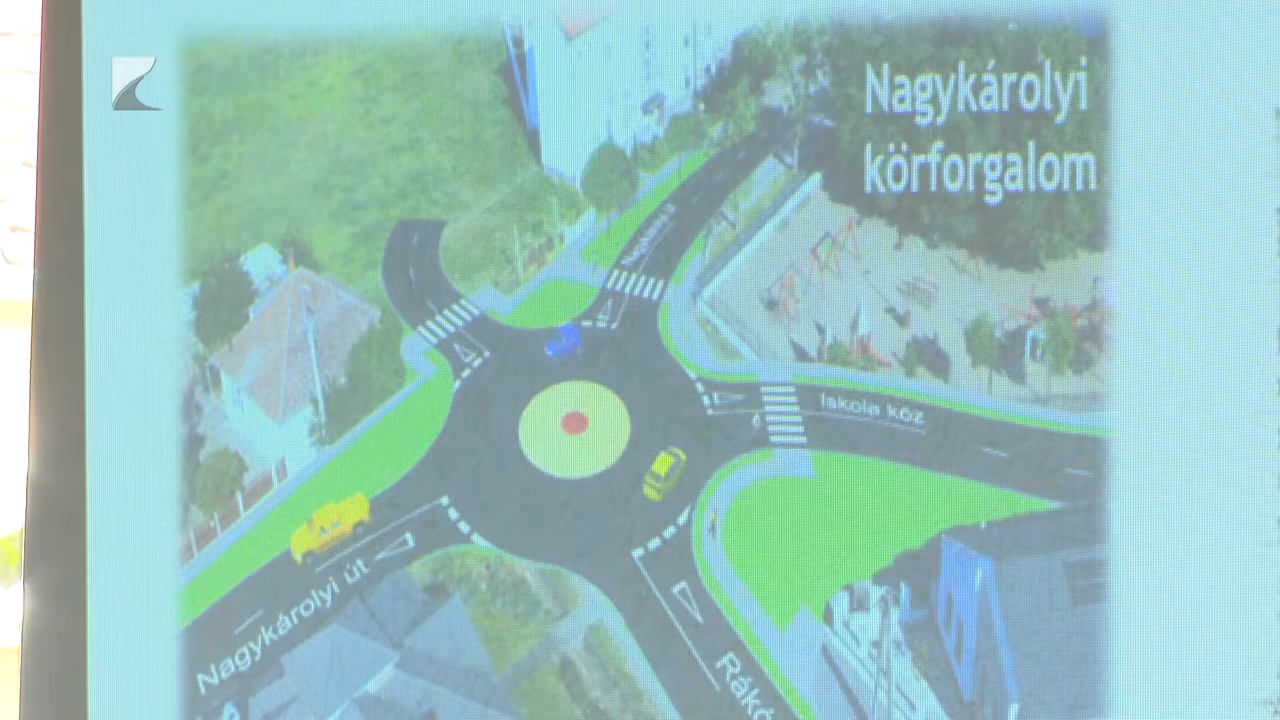 Nagykárolyi
körforgalom
Iskola köz
Nagykárolyi út